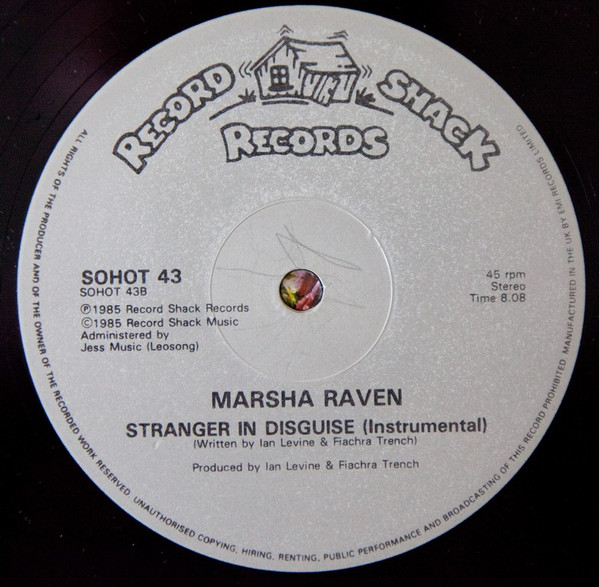 RECORD SHACK
RECORDS
SOHOT 43
SOHOT 43B
℗1985 Record Shack Records
©1985 Record Shack Music
Administered by
Jess Music (Leosong)
45 rpm
Stereo
Time 8.08
MARSHA RAVEN
STRANGER IN DISGUISE (Instrumental)
(Written by Ian Levine & Fiachra Trench)
Produced by Ian Levine & Fiachra Trench
ALL RIGHTS OF THE PRODUCER AND OF THE OWNER OF THE RECORDED WORK RESERVED. UNAUTHORISED COPYING, HIRING, RENTING, PUBLIC PERFORMANCE AND BROADCASTING OF THIS RECORD PROHIBITED. MANUFACTURED IN THE UK BY EMI RECORDS LIMITED